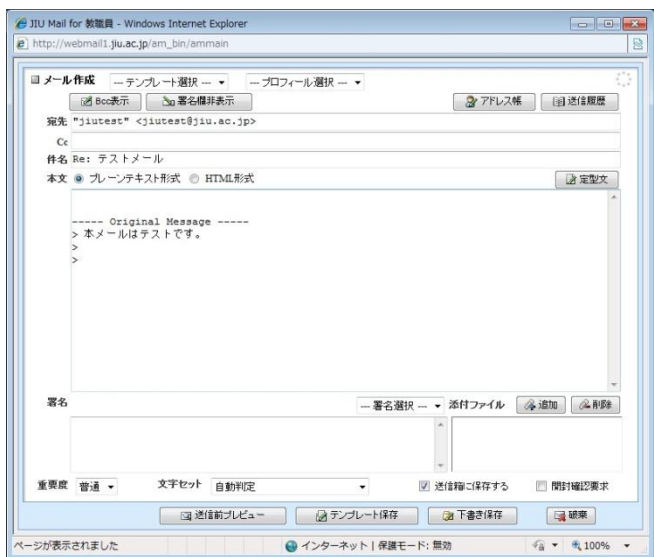 JIU Mail for 教職員 - Windows Internet Explorer
http://webmail1.jiu.ac.jp/am_bin/ammain
メール作成 --- テンプレート選択 --- --- プロフィール選択 ---
Bcc表示 署名欄非表示 アドレス帳 送信履歴
宛先 "jiutest" <jiutest@jiu.ac.jp>
Cc
件名 Re: テストメール
本文 プレーンテキスト形式 HTML形式 定型文
----- Original Message -----
> 本メールはテストです。
>
>
署名 --- 署名選択 --- 添付ファイル 追加 削除
重要度 普通 文字セット 自動判定 送信箱に保存する 開封確認要求
送信前プレビュー テンプレート保存 下書き保存 破棄
ページが表示されました インターネット | 保護モード: 無効 100%